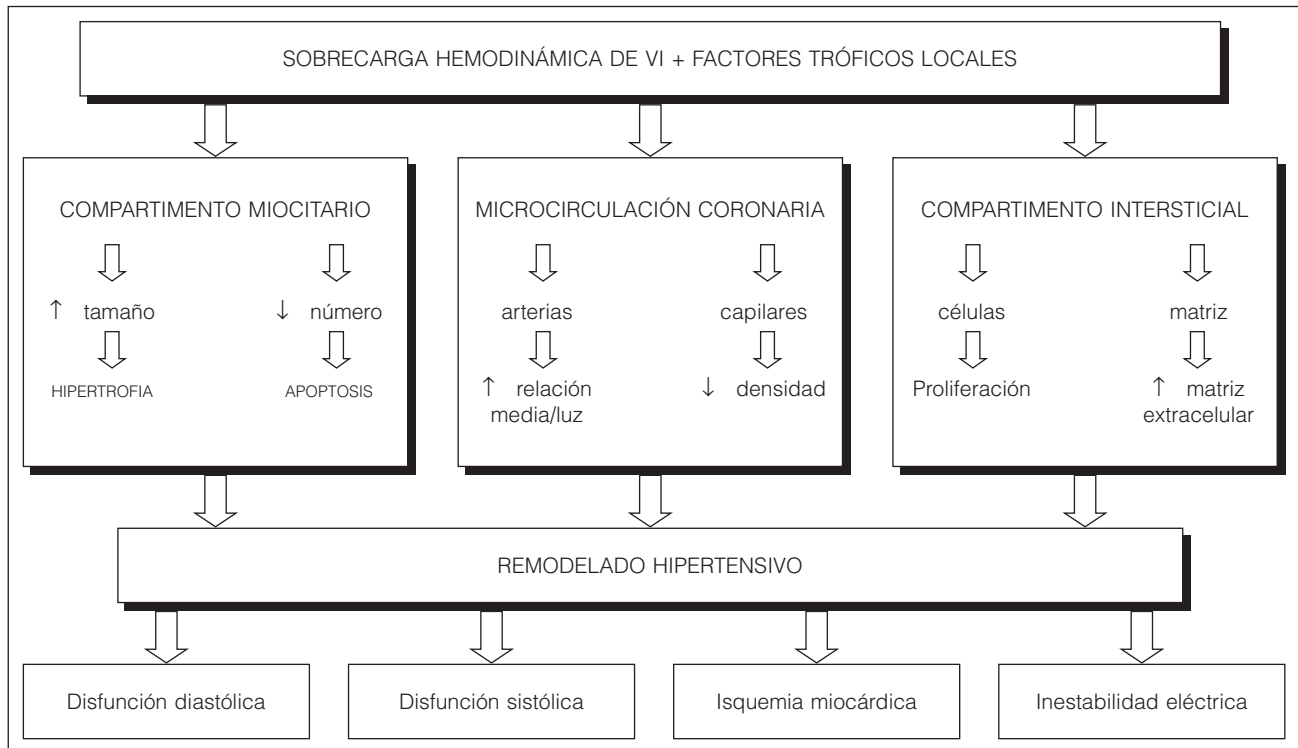 SOBRECARGA HEMODINÁMICA DE VI + FACTORES TRÓFICOS LOCALES
COMPARTIMENTO MIOCITARIO
↑ tamaño
HIPERTROFIA
↓ número
APOPTOSIS
MICROCIRCULACIÓN CORONARIA
arterias
↑ relación
media/luz
capilares
↓ densidad
COMPARTIMENTO INTERSTICIAL
células
Proliferación
matriz
↑ matriz
extracelular
REMODELADO HIPERTENSIVO
Disfunción diastólica
Disfunción sistólica
Isquemia miocárdica
Inestabilidad eléctrica